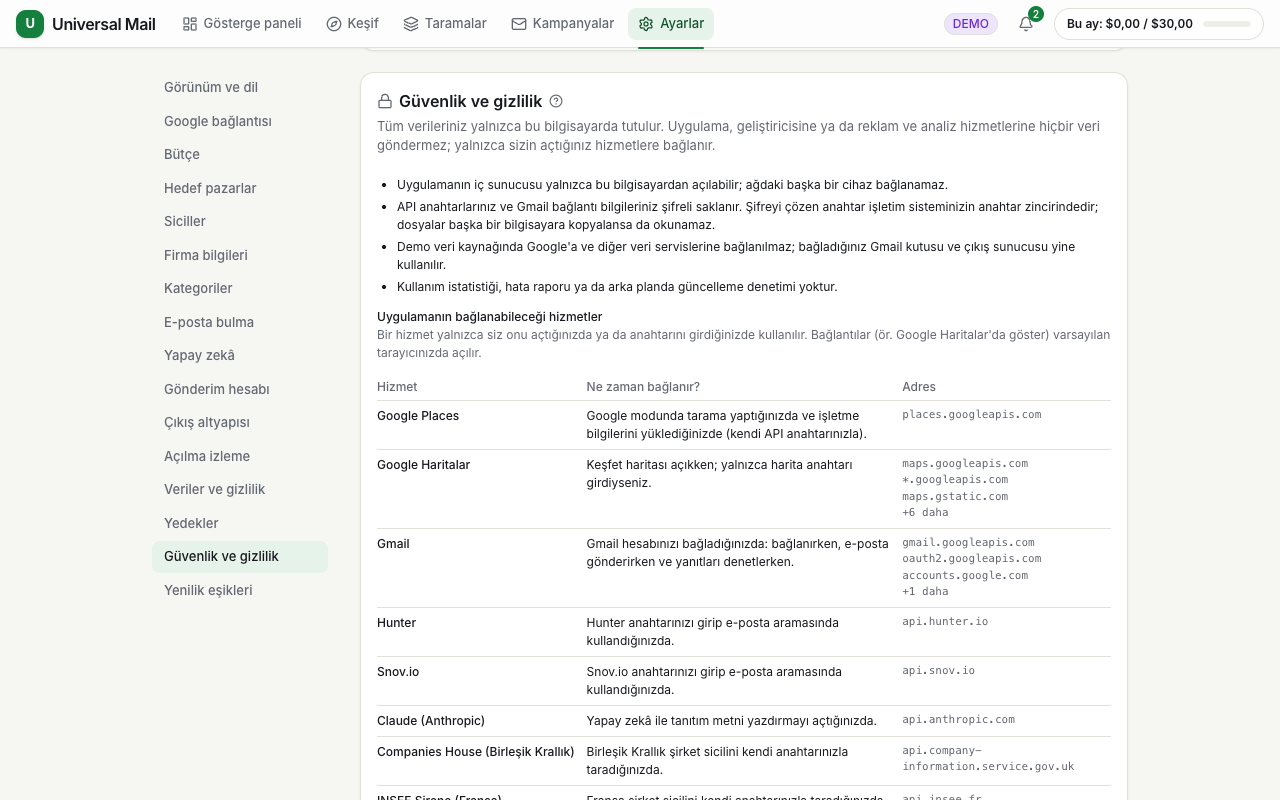 U Universal Mail Gösterge paneli Keşif Taramalar Kampanyalar Ayarlar DEMO 2 Bu ay: $0,00 / $30,00
Görünüm ve dil
Google bağlantısı
Bütçe
Hedef pazarlar
Siciller
Firma bilgileri
Kategoriler
E-posta bulma
Yapay zekâ
Gönderim hesabı
Çıkış altyapısı
Açılma izleme
Veriler ve gizlilik
Yedekler
Güvenlik ve gizlilik
Yenilik eşikleri
Güvenlik ve gizlilik
Tüm verileriniz yalnızca bu bilgisayarda tutulur. Uygulama, geliştiricisine ya da reklam ve analiz hizmetlerine hiçbir veri
göndermez; yalnızca sizin açtığınız hizmetlere bağlanır.
• Uygulamanın iç sunucusu yalnızca bu bilgisayardan açılabilir; ağdaki başka bir cihaz bağlanamaz.
• API anahtarlarınız ve Gmail bağlantı bilgileriniz şifreli saklanır. Şifreyi çözen anahtar işletim sisteminizin anahtar zincirindedir;
dosyalar başka bir bilgisayara kopyalansa da okunamaz.
• Demo veri kaynağında Google'a ve diğer veri servislerine bağlanılmaz; bağladığınız Gmail kutusu ve çıkış sunucusu yine
kullanılır.
• Kullanım istatistiği, hata raporu ya da arka planda güncelleme denetimi yoktur.
Uygulamanın bağlanabileceği hizmetler
Bir hizmet yalnızca siz onu açtığınızda ya da anahtarını girdiğinizde kullanılır. Bağlantılar (ör. Google Haritalar'da göster) varsayılan
tarayıcınızda açılır.
Hizmet Ne zaman bağlanır? Adres
Google Places Google modunda tarama yaptığınızda ve işletme places.googleapis.com
bilgilerini yüklediğinizde (kendi API anahtarınızla).
Google Haritalar Keşfet haritası açıkken; yalnızca harita anahtarı maps.googleapis.com
girdiyseniz. *.googleapis.com
maps.gstatic.com
+6 daha
Gmail Gmail hesabınızı bağladığınızda: bağlanırken, e-posta gmail.googleapis.com
gönderirken ve yanıtları denetlerken. oauth2.googleapis.com
accounts.google.com
+1 daha
Hunter Hunter anahtarınızı girip e-posta aramasında api.hunter.io
kullandığınızda.
Snov.io Snov.io anahtarınızı girip e-posta aramasında api.snov.io
kullandığınızda.
Claude (Anthropic) Yapay zekâ ile tanıtım metni yazdırmayı açtığınızda. api.anthropic.com
Companies House (Birleşik Krallık) Birleşik Krallık şirket sicilini kendi anahtarınızla api.company-
taradığınızda. information.service.gov.uk
INSEE Sirene (Fransa) Fransa şirket sicilini kendi anahtarınızla taradığınızda. api.insee.fr